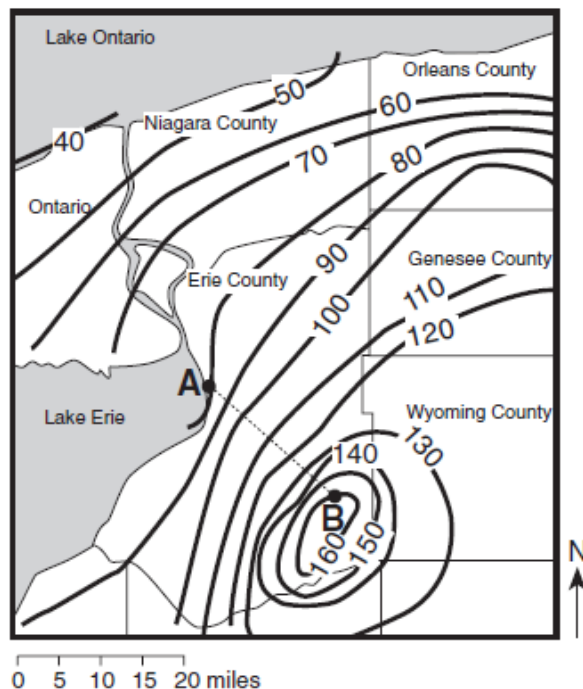 Lake Ontario
Orleans County
50
60
Niagara County
40
70
80
Ontario
90
Genesee County
Erie County
110
100
120
A
Lake Erie
Wyoming County
130
140
B
160
150
N
0 5 10 15 20 miles